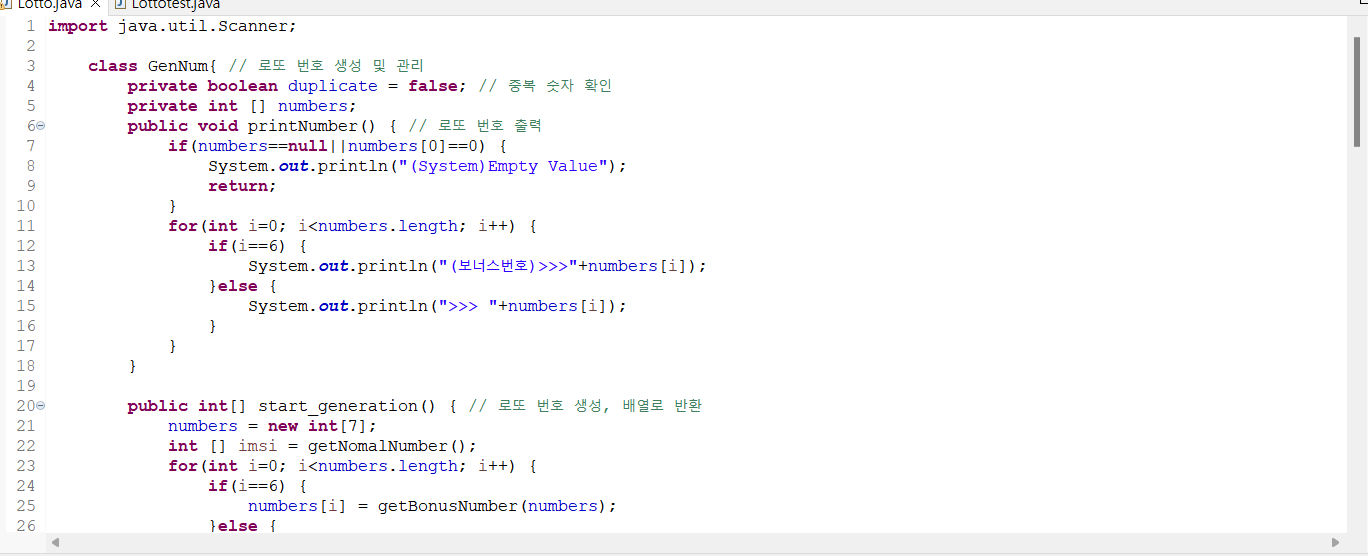 Lotto.java Lottotest.java
1 import java.util.Scanner;
2
3 class GenNum{ // 로또 번호 생성 및 관리
4 private boolean duplicate = false; // 중복 숫자 확인
5 private int [] numbers;
6 public void printNumber() { // 로또 번호 출력
7 if(numbers==null||numbers[0]==0) {
8 System.out.println("(System)Empty Value");
9 return;
10 }
11 for(int i=0; i<numbers.length; i++) {
12 if(i==6) {
13 System.out.println("(보너스번호)>>>"+numbers[i]);
14 }else {
15 System.out.println(">>> "+numbers[i]);
16 }
17 }
18 }
19
20 public int[] start_generation() { // 로또 번호 생성, 배열로 반환
21 numbers = new int[7];
22 int [] imsi = getNomalNumber();
23 for(int i=0; i<numbers.length; i++) {
24 if(i==6) {
25 numbers[i] = getBonusNumber(numbers);
26 }else {